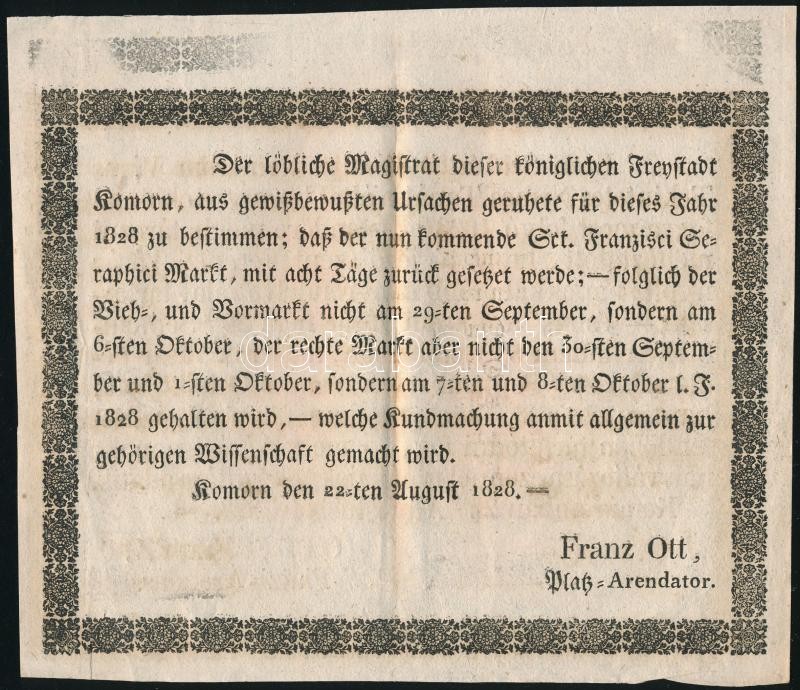 Der löbliche Magistrat dieser königlichen Freystadt
Komorn, aus gewißbewußten Ursachen geruhete für dieses Jahr
1828 zu bestimmen; daß der nun kommende Sct. Franzisci Se-
raphici Markt, mit acht Täge zurück gesetzet werde;—folglich der
Vieh-, und Vormarkt nicht am 29-ten September, sondern am
6-sten Oktober, der rechte Markt aber nicht den 30-sten Septem-
ber und 1-sten Oktober, sondern am 7-ten und 8-ten Oktober l. J.
1828 gehalten wird,— welche Kundmachung anmit allgemein zur
gehörigen Wissenschaft gemacht wird.
Komorn den 22-ten August 1828.—
Franz Ott,
Platz-Arendator.
darabanth